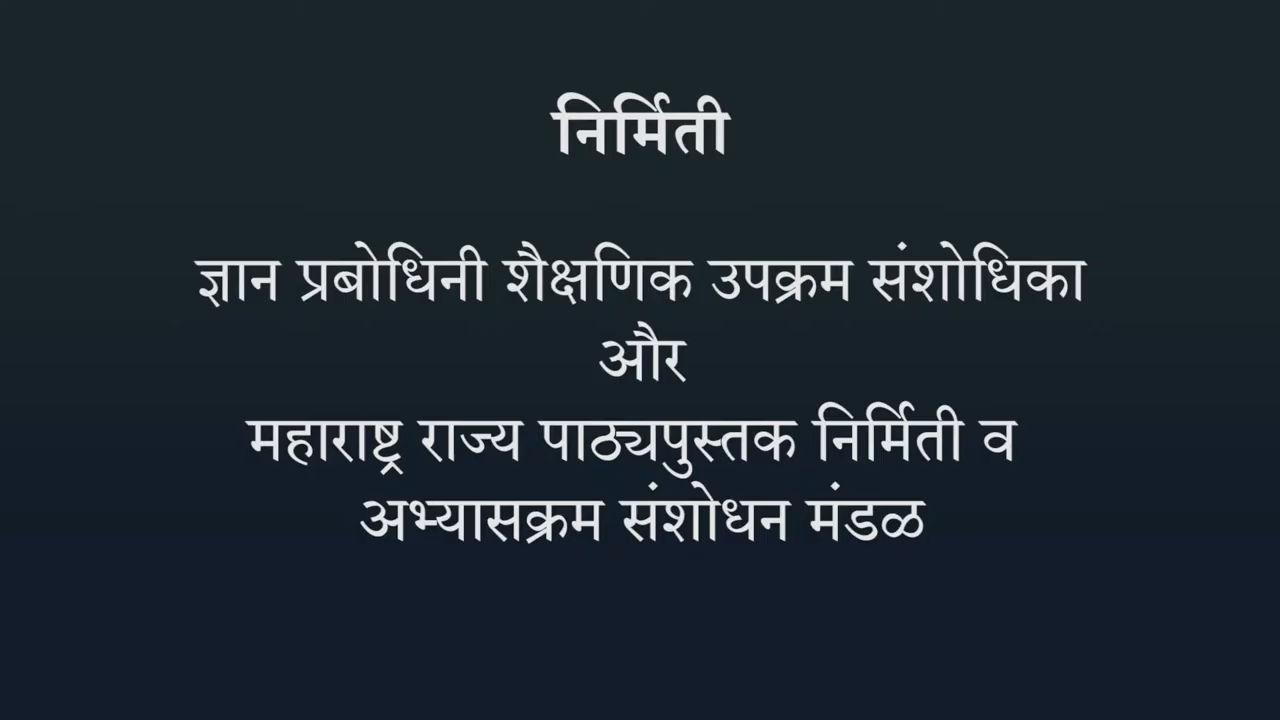 निर्मिती
ज्ञान प्रबोधिनी शैक्षणिक उपक्रम संशोधिका
और
महाराष्ट्र राज्य पाठ्यपुस्तक निर्मिती व
अभ्यासक्रम संशोधन मंडळ